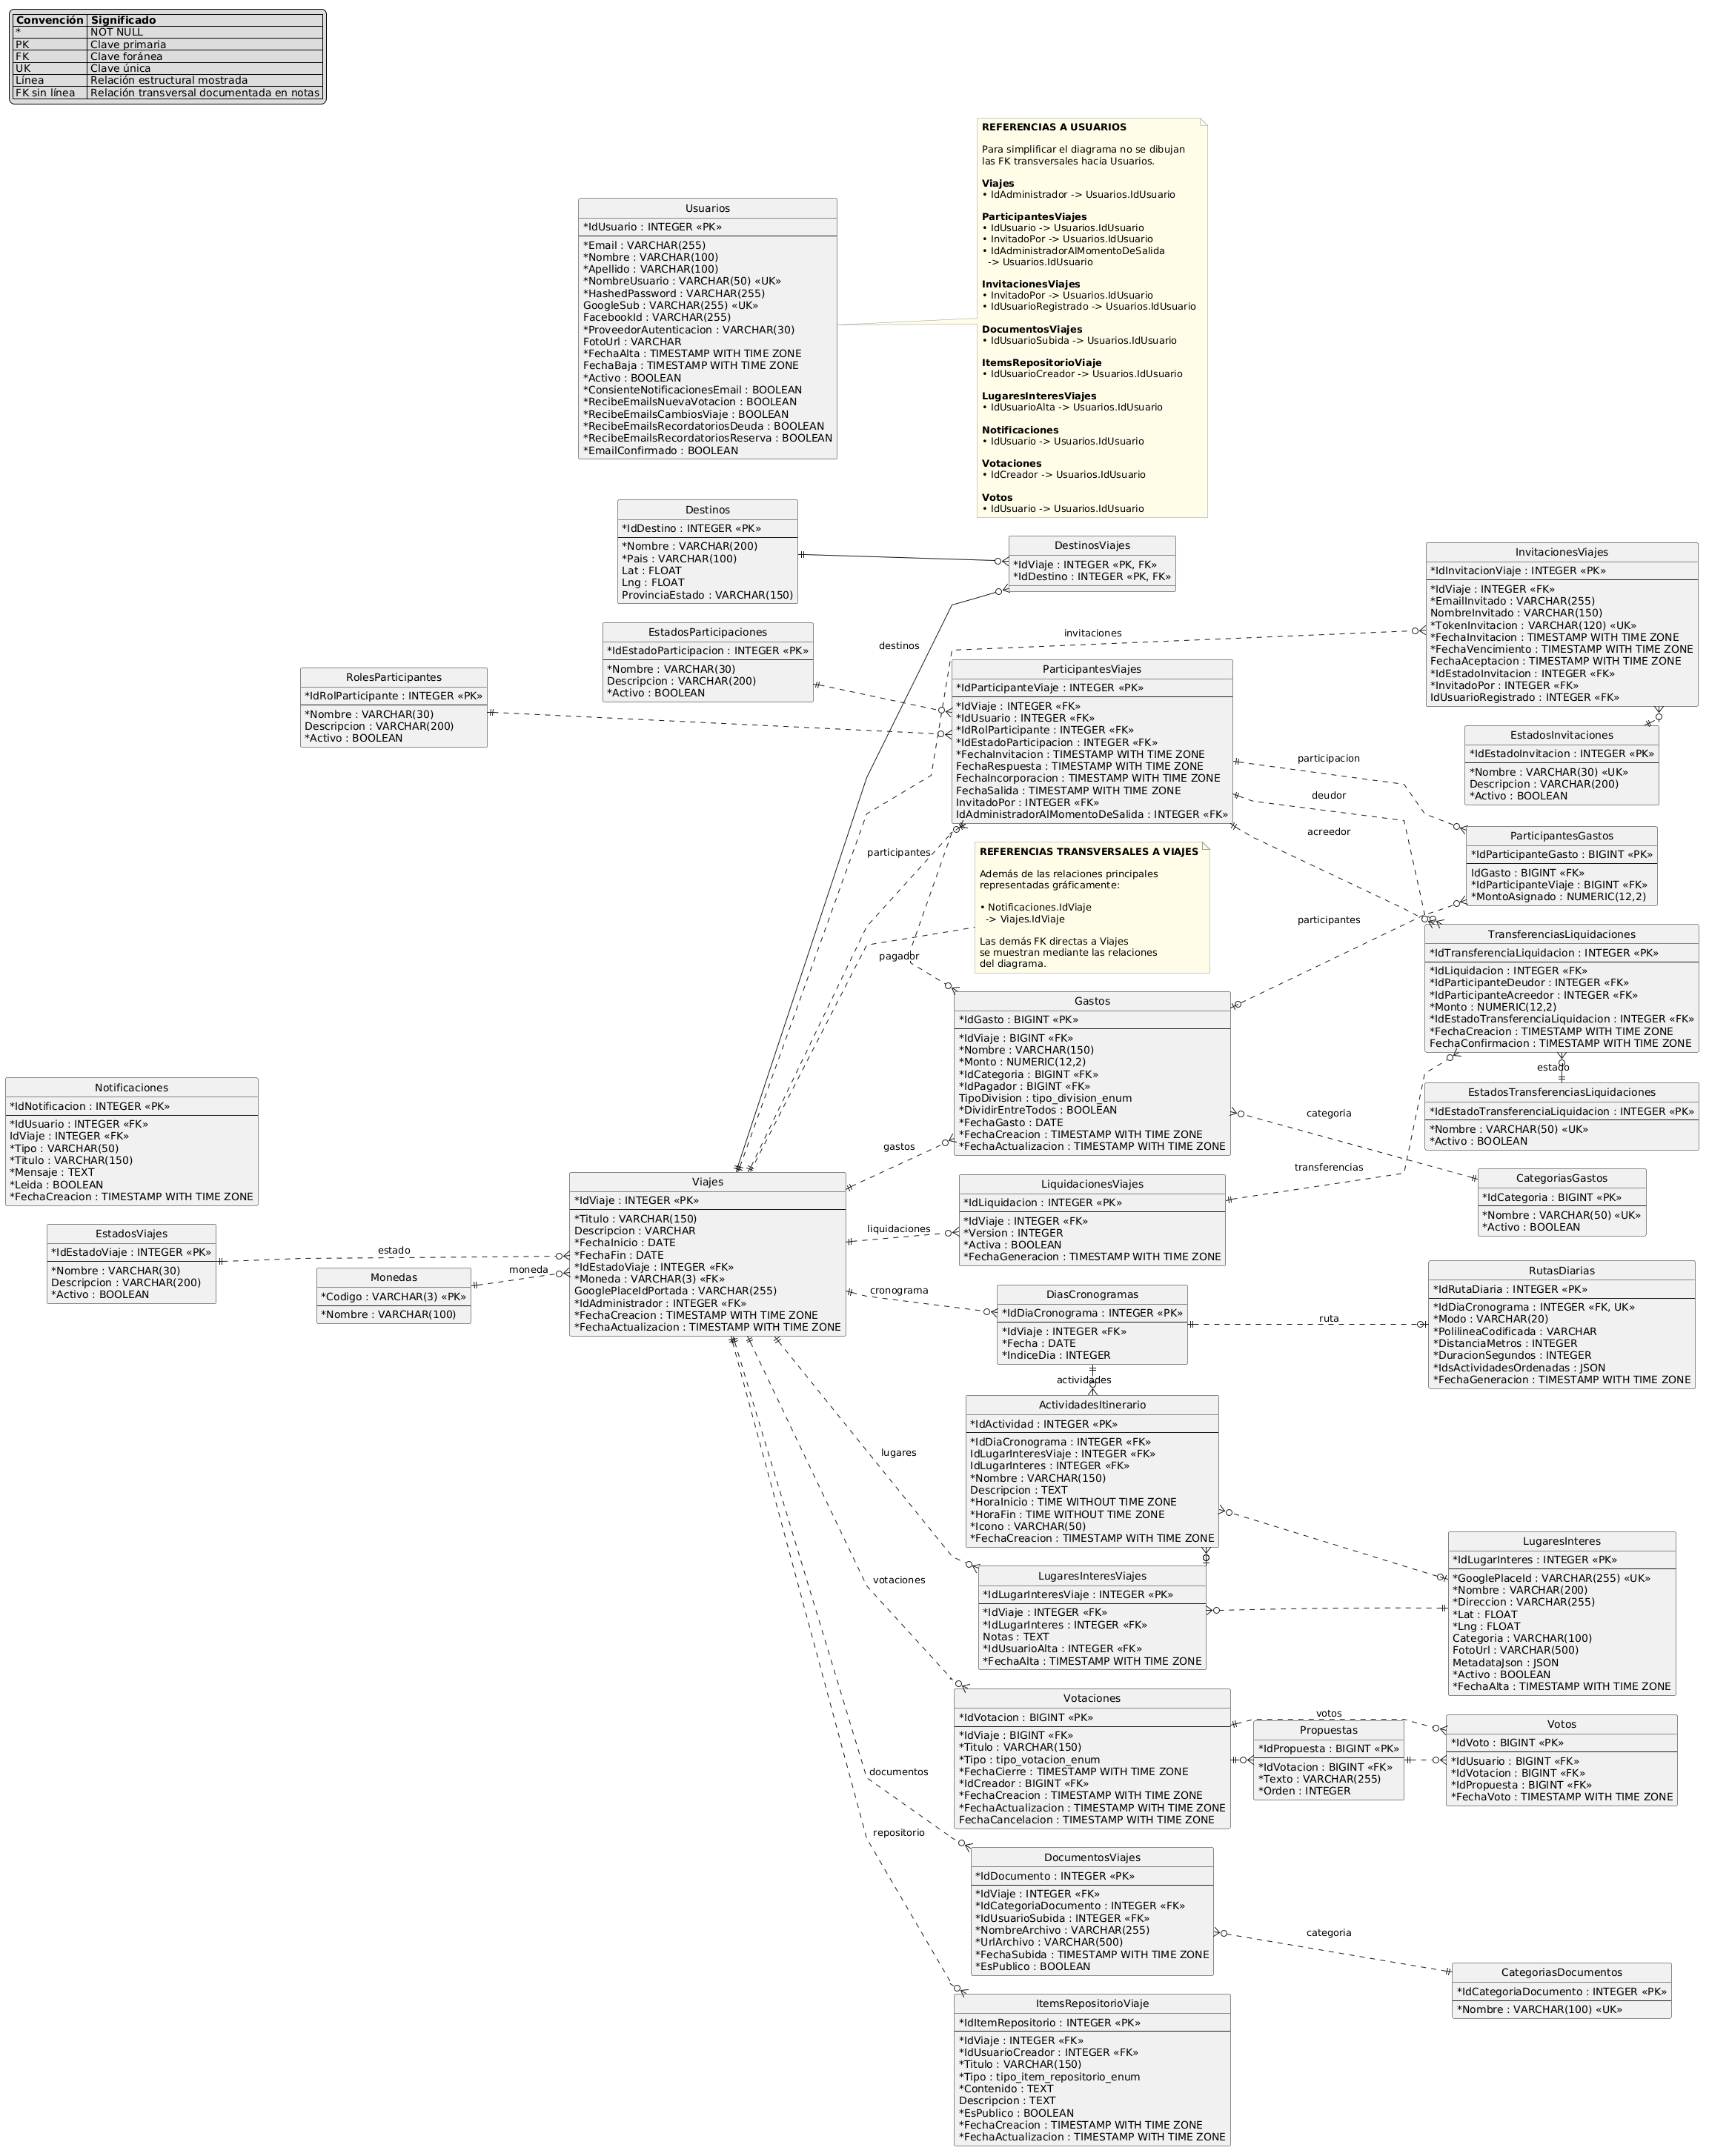 Convención Significado
* NOT NULL
PK Clave primaria
FK Clave foránea
UK Clave única
Línea Relación estructural mostrada
FK sin línea Relación transversal documentada en notas
REFERENCIAS A USUARIOS
Para simplificar el diagrama no se dibujan
las FK transversales hacia Usuarios.
Viajes
• IdAdministrador -> Usuarios.IdUsuario
ParticipantesViajes
• IdUsuario -> Usuarios.IdUsuario
• InvitadoPor -> Usuarios.IdUsuario
• IdAdministradorAlMomentoDeSalida
-> Usuarios.IdUsuario
InvitacionesViajes
• InvitadoPor -> Usuarios.IdUsuario
• IdUsuarioRegistrado -> Usuarios.IdUsuario
DocumentosViajes
• IdUsuarioSubida -> Usuarios.IdUsuario
ItemsRepositorioViaje
• IdUsuarioCreador -> Usuarios.IdUsuario
LugaresInteresViajes
• IdUsuarioAlta -> Usuarios.IdUsuario
Notificaciones
• IdUsuario -> Usuarios.IdUsuario
Votaciones
• IdCreador -> Usuarios.IdUsuario
Votos
• IdUsuario -> Usuarios.IdUsuario
Usuarios
*IdUsuario : INTEGER «PK»
*Email : VARCHAR(255)
*Nombre : VARCHAR(100)
*Apellido : VARCHAR(100)
*NombreUsuario : VARCHAR(50) «UK»
*HashedPassword : VARCHAR(255)
GoogleSub : VARCHAR(255) «UK»
FacebookId : VARCHAR(255)
*ProveedorAutenticacion : VARCHAR(30)
FotoUrl : VARCHAR
*FechaAlta : TIMESTAMP WITH TIME ZONE
FechaBaja : TIMESTAMP WITH TIME ZONE
*Activo : BOOLEAN
*ConsienteNotificacionesEmail : BOOLEAN
*RecibeEmailsNuevaVotacion : BOOLEAN
*RecibeEmailsCambiosViaje : BOOLEAN
*RecibeEmailsRecordatoriosDeuda : BOOLEAN
*RecibeEmailsRecordatoriosReserva : BOOLEAN
*EmailConfirmado : BOOLEAN
Destinos
*IdDestino : INTEGER «PK»
*Nombre : VARCHAR(200)
*Pais : VARCHAR(100)
Lat : FLOAT
Lng : FLOAT
ProvinciaEstado : VARCHAR(150)
DestinosViajes
*IdViaje : INTEGER «PK, FK»
*IdDestino : INTEGER «PK, FK»
InvitacionesViajes
*IdInvitacionViaje : INTEGER «PK»
*IdViaje : INTEGER «FK»
*EmailInvitado : VARCHAR(255)
NombreInvitado : VARCHAR(150)
*TokenInvitacion : VARCHAR(120) «UK»
*FechaInvitacion : TIMESTAMP WITH TIME ZONE
*FechaVencimiento : TIMESTAMP WITH TIME ZONE
FechaAceptacion : TIMESTAMP WITH TIME ZONE
*IdEstadoInvitacion : INTEGER «FK»
*InvitadoPor : INTEGER «FK»
IdUsuarioRegistrado : INTEGER «FK»
EstadosParticipaciones
*IdEstadoParticipacion : INTEGER «PK»
*Nombre : VARCHAR(30)
Descripcion : VARCHAR(200)
*Activo : BOOLEAN
destinos
invitaciones
RolesParticipantes
*IdRolParticipante : INTEGER «PK»
*Nombre : VARCHAR(30)
Descripcion : VARCHAR(200)
*Activo : BOOLEAN
ParticipantesViajes
*IdParticipanteViaje : INTEGER «PK»
*IdViaje : INTEGER «FK»
*IdUsuario : INTEGER «FK»
*IdRolParticipante : INTEGER «FK»
*IdEstadoParticipacion : INTEGER «FK»
*FechaInvitacion : TIMESTAMP WITH TIME ZONE
FechaRespuesta : TIMESTAMP WITH TIME ZONE
FechaIncorporacion : TIMESTAMP WITH TIME ZONE
FechaSalida : TIMESTAMP WITH TIME ZONE
InvitadoPor : INTEGER «FK»
IdAdministradorAlMomentoDeSalida : INTEGER «FK»
EstadosInvitaciones
*IdEstadoInvitacion : INTEGER «PK»
*Nombre : VARCHAR(30) «UK»
Descripcion : VARCHAR(200)
*Activo : BOOLEAN
participacion
deudor
acreedor
participantes
ParticipantesGastos
*IdParticipanteGasto : BIGINT «PK»
IdGasto : BIGINT «FK»
*IdParticipanteViaje : BIGINT «FK»
*MontoAsignado : NUMERIC(12,2)
REFERENCIAS TRANSVERSALES A VIAJES
Además de las relaciones principales
representadas gráficamente:
• Notificaciones.IdViaje
-> Viajes.IdViaje
Las demás FK directas a Viajes
se muestran mediante las relaciones
del diagrama.
pagador
participantes
TransferenciasLiquidaciones
*IdTransferenciaLiquidacion : INTEGER «PK»
*IdLiquidacion : INTEGER «FK»
*IdParticipanteDeudor : INTEGER «FK»
*IdParticipanteAcreedor : INTEGER «FK»
*Monto : NUMERIC(12,2)
*IdEstadoTransferenciaLiquidacion : INTEGER «FK»
*FechaCreacion : TIMESTAMP WITH TIME ZONE
FechaConfirmacion : TIMESTAMP WITH TIME ZONE
estado
Gastos
*IdGasto : BIGINT «PK»
*IdViaje : BIGINT «FK»
*Nombre : VARCHAR(150)
*Monto : NUMERIC(12,2)
*IdCategoria : BIGINT «FK»
*IdPagador : BIGINT «FK»
TipoDivision : tipo_division_enum
*DividirEntreTodos : BOOLEAN
*FechaGasto : DATE
*FechaCreacion : TIMESTAMP WITH TIME ZONE
*FechaActualizacion : TIMESTAMP WITH TIME ZONE
EstadosTransferenciasLiquidaciones
*IdEstadoTransferenciaLiquidacion : INTEGER «PK»
*Nombre : VARCHAR(50) «UK»
*Activo : BOOLEAN
Notificaciones
*IdNotificacion : INTEGER «PK»
*IdUsuario : INTEGER «FK»
IdViaje : INTEGER «FK»
*Tipo : VARCHAR(50)
*Titulo : VARCHAR(150)
*Mensaje : TEXT
*Leida : BOOLEAN
*FechaCreacion : TIMESTAMP WITH TIME ZONE
gastos
categoria
transferencias
CategoriasGastos
*IdCategoria : BIGINT «PK»
*Nombre : VARCHAR(50) «UK»
*Activo : BOOLEAN
Viajes
*IdViaje : INTEGER «PK»
*Titulo : VARCHAR(150)
Descripcion : VARCHAR
*FechaInicio : DATE
*FechaFin : DATE
*IdEstadoViaje : INTEGER «FK»
*Moneda : VARCHAR(3) «FK»
GooglePlaceIdPortada : VARCHAR(255)
*IdAdministrador : INTEGER «FK»
*FechaCreacion : TIMESTAMP WITH TIME ZONE
*FechaActualizacion : TIMESTAMP WITH TIME ZONE
LiquidacionesViajes
*IdLiquidacion : INTEGER «PK»
*IdViaje : INTEGER «FK»
*Version : INTEGER
*Activa : BOOLEAN
*FechaGeneracion : TIMESTAMP WITH TIME ZONE
liquidaciones
EstadosViajes
*IdEstadoViaje : INTEGER «PK»
*Nombre : VARCHAR(30)
Descripcion : VARCHAR(200)
*Activo : BOOLEAN
estado
moneda
Monedas
*Codigo : VARCHAR(3) «PK»
*Nombre : VARCHAR(100)
cronograma
DiasCronogramas
*IdDiaCronograma : INTEGER «PK»
*IdViaje : INTEGER «FK»
*Fecha : DATE
*IndiceDia : INTEGER
ruta
RutasDiarias
*IdRutaDiaria : INTEGER «PK»
*IdDiaCronograma : INTEGER «FK, UK»
*Modo : VARCHAR(20)
*PolilineaCodificada : VARCHAR
*DistanciaMetros : INTEGER
*DuracionSegundos : INTEGER
*IdsActividadesOrdenadas : JSON
*FechaGeneracion : TIMESTAMP WITH TIME ZONE
actividades
ActividadesItinerario
*IdActividad : INTEGER «PK»
*IdDiaCronograma : INTEGER «FK»
IdLugarInteresViaje : INTEGER «FK»
IdLugarInteres : INTEGER «FK»
*Nombre : VARCHAR(150)
Descripcion : TEXT
*HoraInicio : TIME WITHOUT TIME ZONE
*HoraFin : TIME WITHOUT TIME ZONE
*Icono : VARCHAR(50)
*FechaCreacion : TIMESTAMP WITH TIME ZONE
lugares
LugaresInteres
*IdLugarInteres : INTEGER «PK»
*GooglePlaceId : VARCHAR(255) «UK»
*Nombre : VARCHAR(200)
*Direccion : VARCHAR(255)
*Lat : FLOAT
*Lng : FLOAT
Categoria : VARCHAR(100)
FotoUrl : VARCHAR(500)
MetadataJson : JSON
*Activo : BOOLEAN
*FechaAlta : TIMESTAMP WITH TIME ZONE
LugaresInteresViajes
*IdLugarInteresViaje : INTEGER «PK»
*IdViaje : INTEGER «FK»
*IdLugarInteres : INTEGER «FK»
Notas : TEXT
*IdUsuarioAlta : INTEGER «FK»
*FechaAlta : TIMESTAMP WITH TIME ZONE
votaciones
Votaciones
*IdVotacion : BIGINT «PK»
*IdViaje : BIGINT «FK»
*Titulo : VARCHAR(150)
*Tipo : tipo_votacion_enum
*FechaCierre : TIMESTAMP WITH TIME ZONE
*IdCreador : BIGINT «FK»
*FechaCreacion : TIMESTAMP WITH TIME ZONE
*FechaActualizacion : TIMESTAMP WITH TIME ZONE
FechaCancelacion : TIMESTAMP WITH TIME ZONE
votos
Propuestas
*IdPropuesta : BIGINT «PK»
*IdVotacion : BIGINT «FK»
*Texto : VARCHAR(255)
*Orden : INTEGER
Votos
*IdVoto : BIGINT «PK»
*IdUsuario : BIGINT «FK»
*IdVotacion : BIGINT «FK»
*IdPropuesta : BIGINT «FK»
*FechaVoto : TIMESTAMP WITH TIME ZONE
documentos
DocumentosViajes
*IdDocumento : INTEGER «PK»
*IdViaje : INTEGER «FK»
*IdCategoriaDocumento : INTEGER «FK»
*IdUsuarioSubida : INTEGER «FK»
*NombreArchivo : VARCHAR(255)
*UrlArchivo : VARCHAR(500)
*FechaSubida : TIMESTAMP WITH TIME ZONE
*EsPublico : BOOLEAN
repositorio
categoria
CategoriasDocumentos
*IdCategoriaDocumento : INTEGER «PK»
*Nombre : VARCHAR(100) «UK»
ItemsRepositorioViaje
*IdItemRepositorio : INTEGER «PK»
*IdViaje : INTEGER «FK»
*IdUsuarioCreador : INTEGER «FK»
*Titulo : VARCHAR(150)
*Tipo : tipo_item_repositorio_enum
*Contenido : TEXT
Descripcion : TEXT
*EsPublico : BOOLEAN
*FechaCreacion : TIMESTAMP WITH TIME ZONE
*FechaActualizacion : TIMESTAMP WITH TIME ZONE